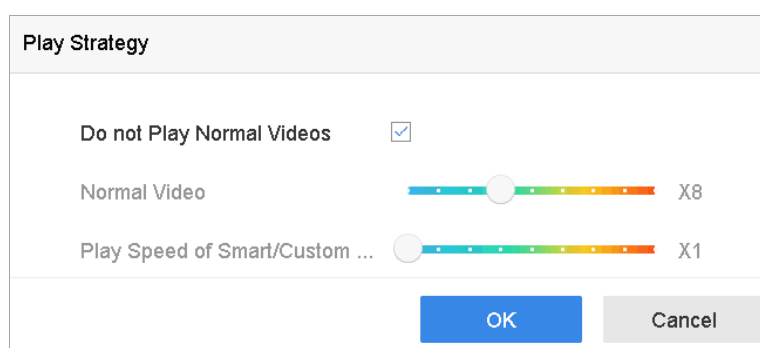 Play Strategy
Do not Play Normal Videos
Normal Video X8
Play Speed of Smart/Custom ... X1
OK Cancel